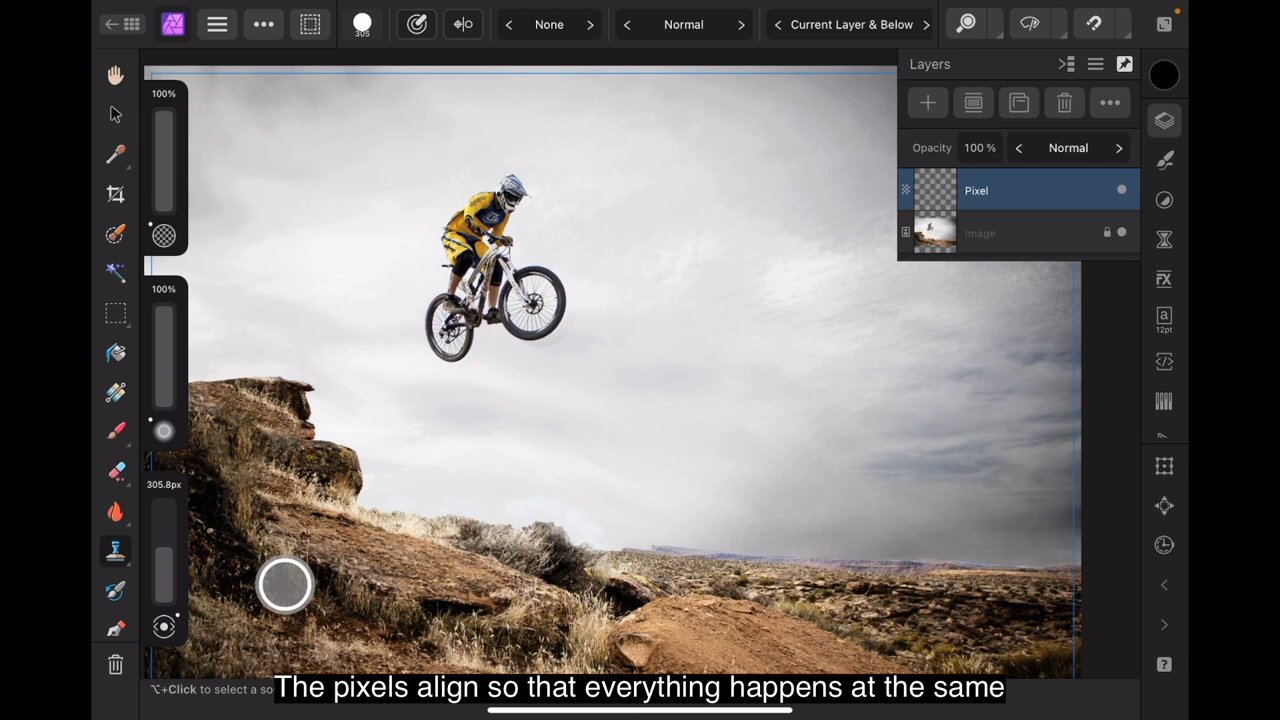 305
None
Normal
Current Layer & Below
Layers
100%
Opacity 100 % Normal
Pixel
Image
100%
a
12pt
305.8px
?
⌥+Click to select a so
The pixels align so that everything happens at the same